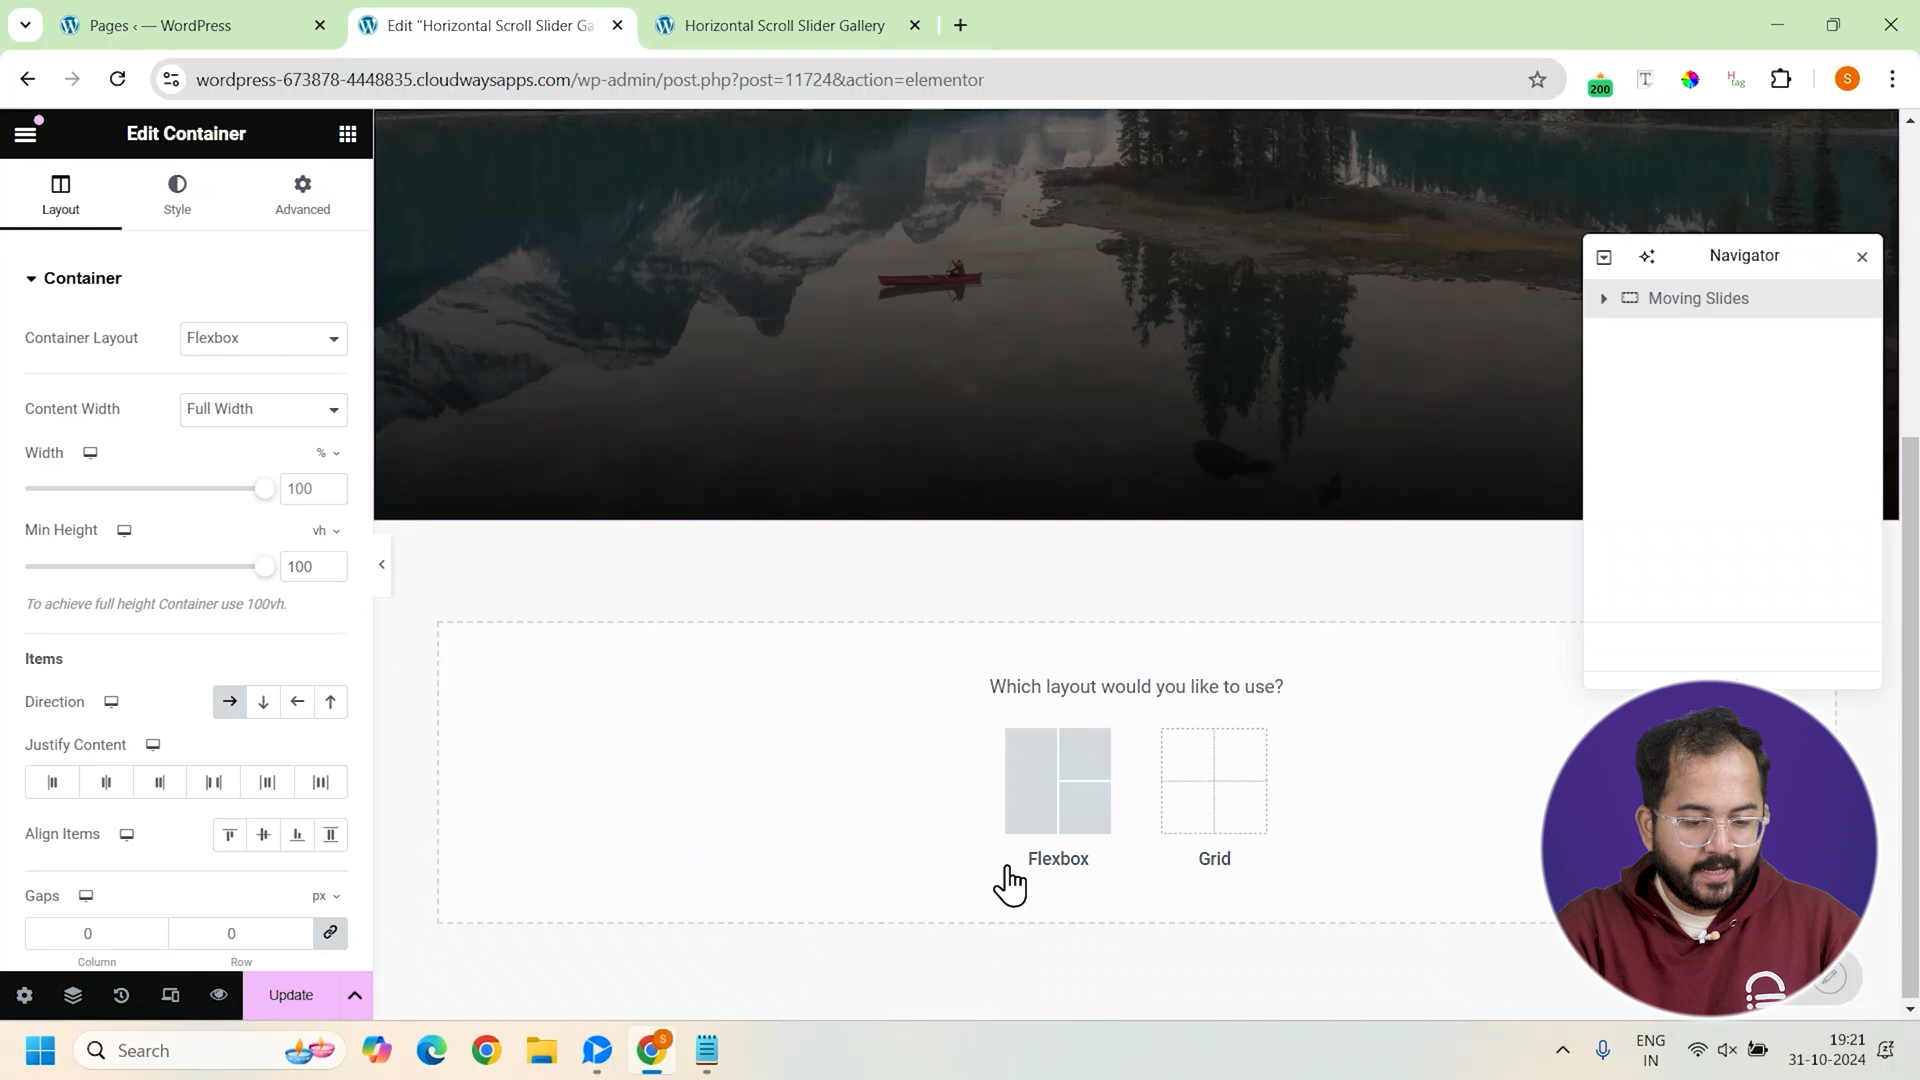 Pages ‹ — WordPress
Edit "Horizontal Scroll Slider Ga
Horizontal Scroll Slider Gallery
wordpress-673878-4448835.cloudwaysapps.com/wp-admin/post.php?post=11724&action=elementor
200
T
H
tag
S
Edit Container
Layout
Style
Advanced
Container
Container Layout
Flexbox
Content Width
Full Width
Width
%
100
Min Height
vh
100
To achieve full height Container use 100vh.
Items
Direction
Justify Content
Align Items
Gaps
px
0
0
Column
Row
Update
Navigator
Moving Slides
Which layout would you like to use?
Flexbox
Grid
Search
S
ENG
IN
19:21
31-10-2024